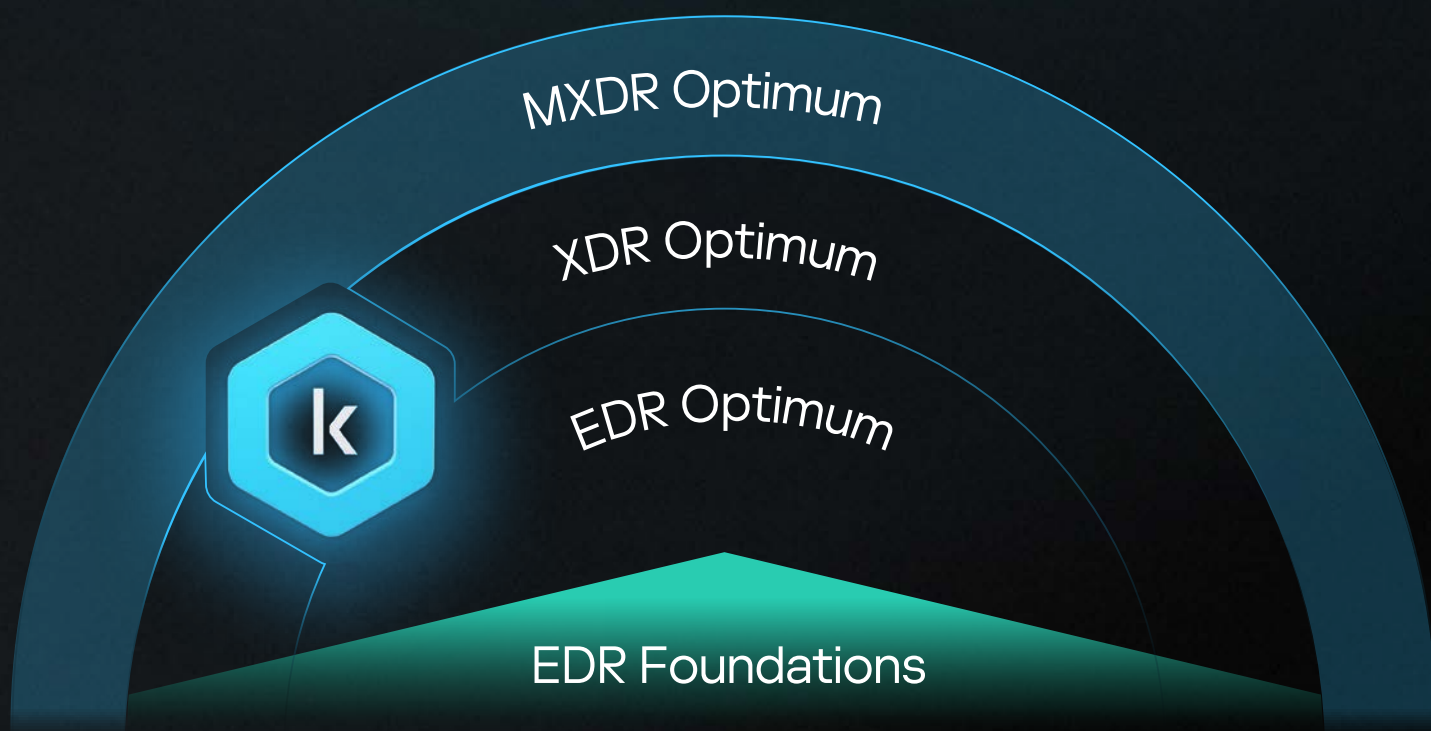 MXDR Optimum
XDR Optimum
EDR Optimum
k
EDR Foundations